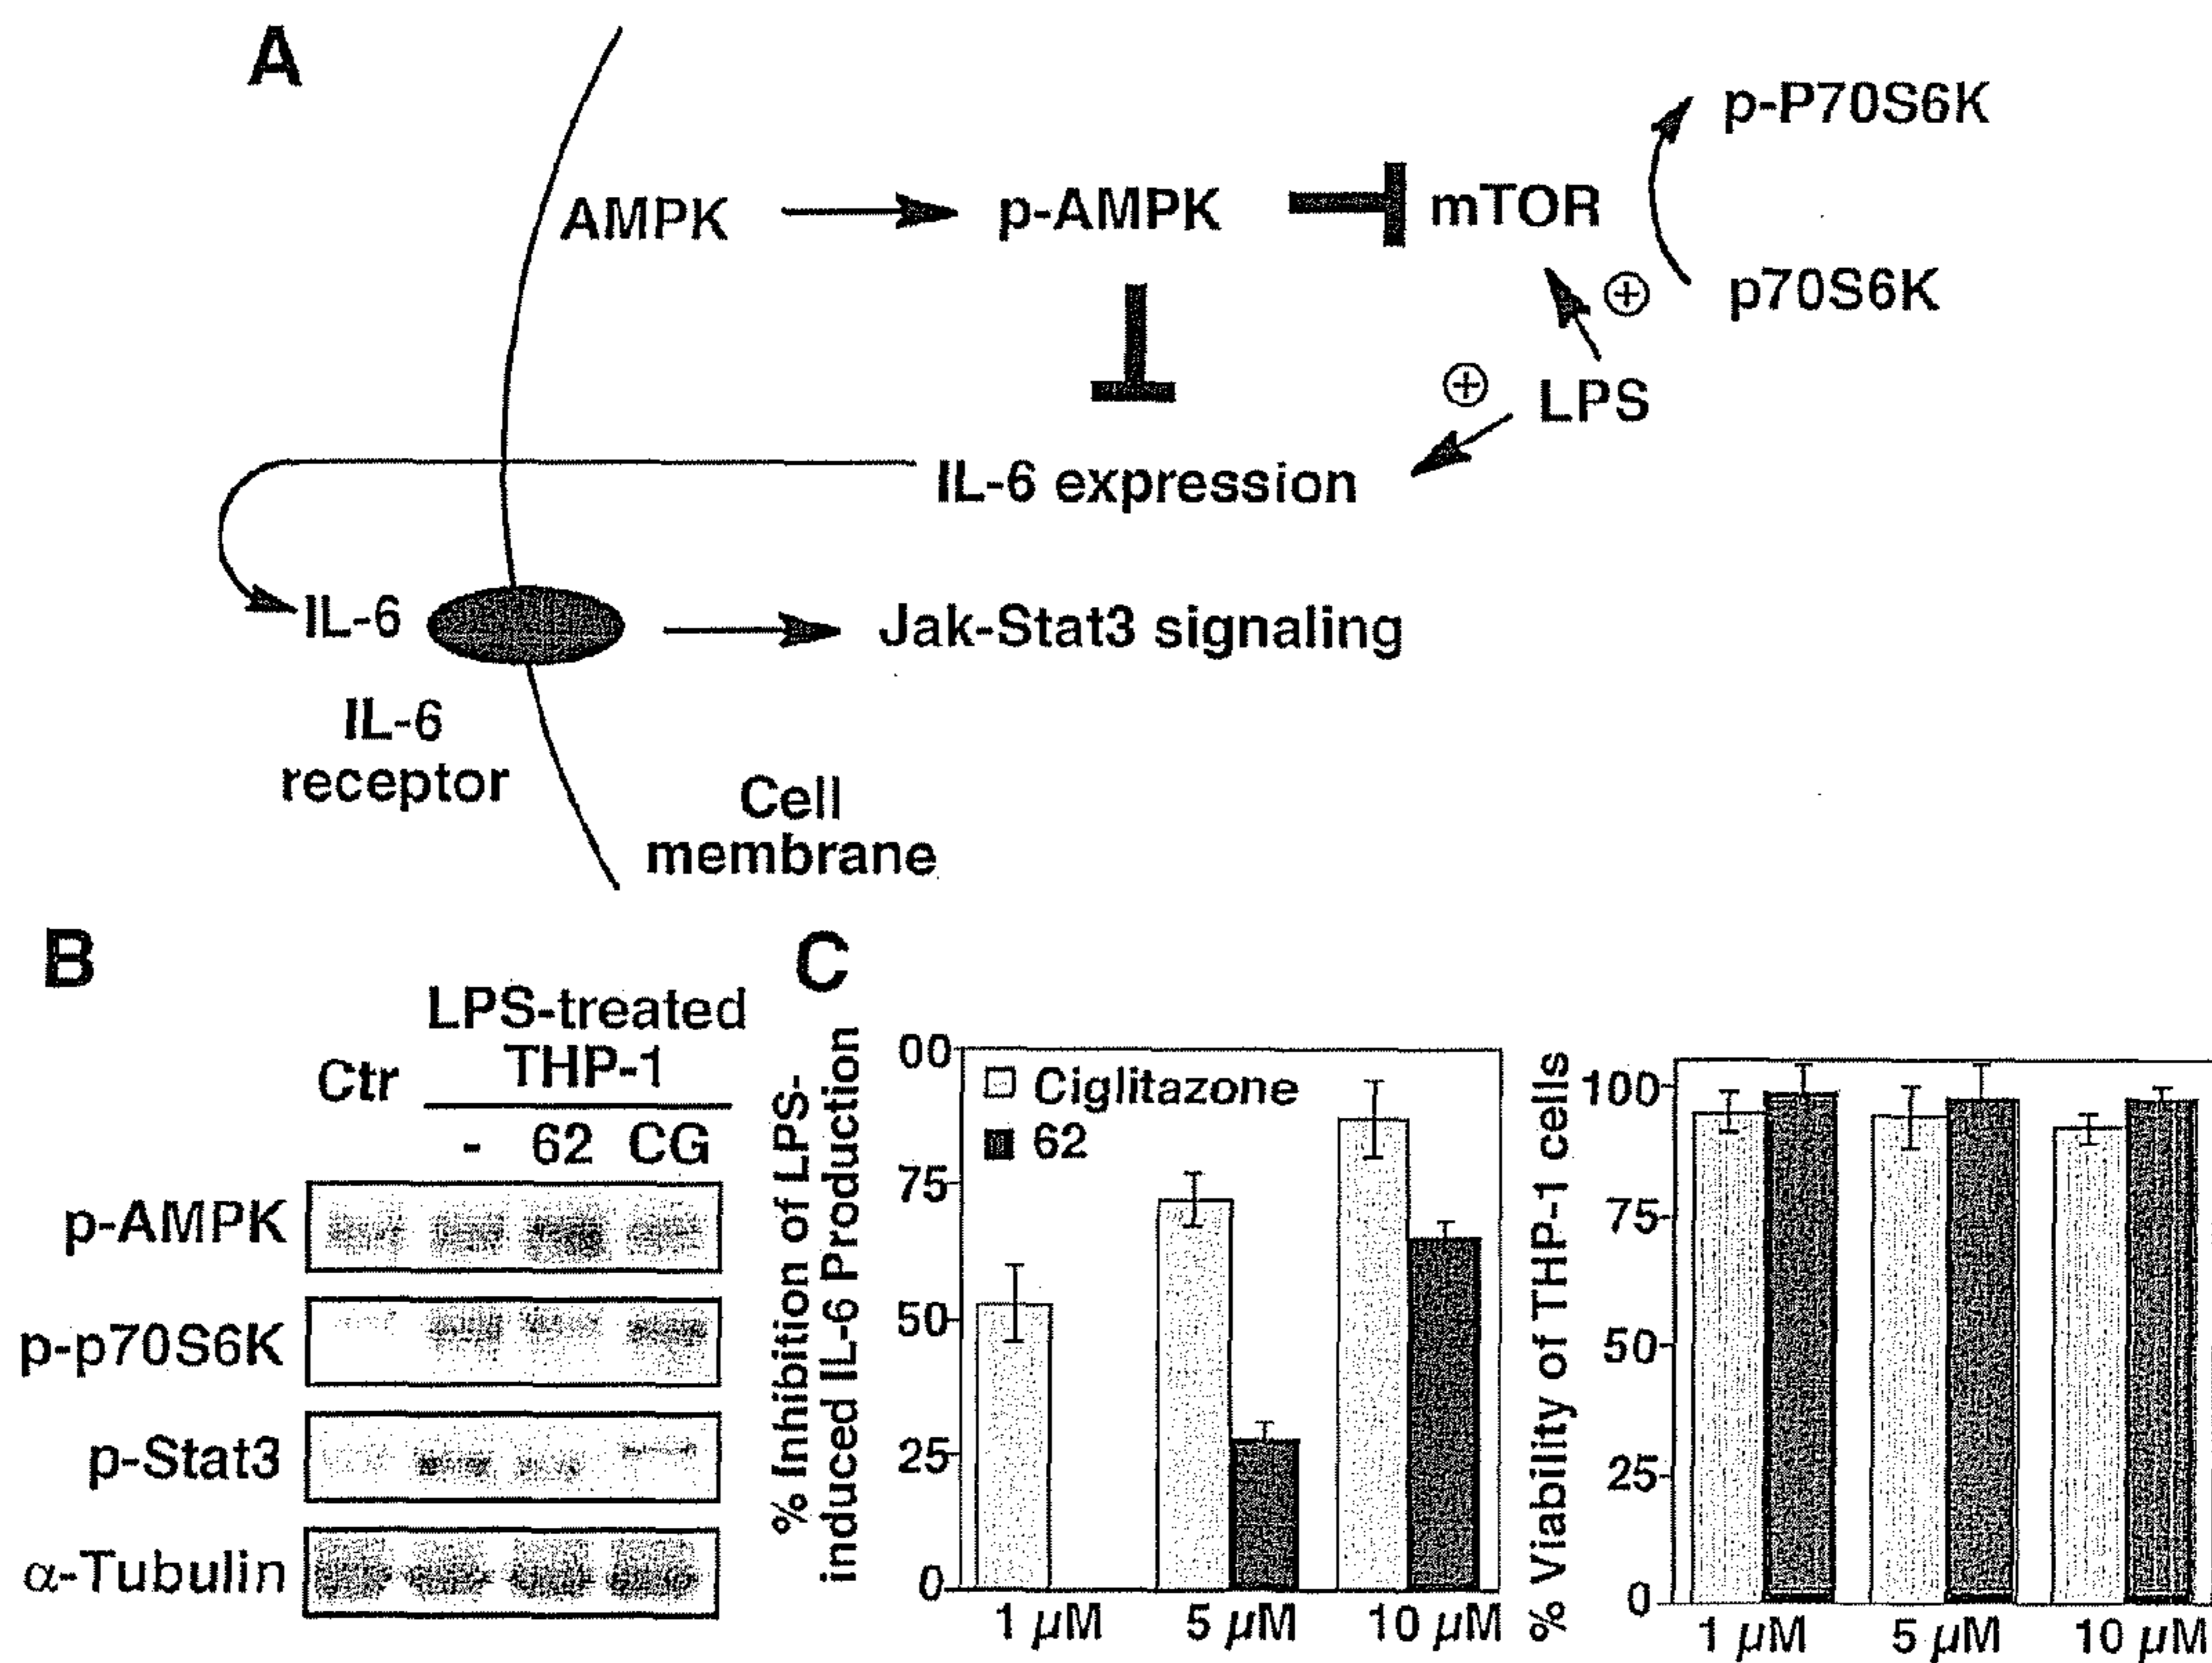 A
AMPK
p-AMPK
mTOR
p-P70S6K
p70S6K
⊕
LPS
⊕
IL-6 expression
IL-6
Jak-Stat3 signaling
IL-6
receptor
Cell
membrane
B
LPS-treated
THP-1
Ctr
- 62 CG
p-AMPK
p-p70S6K
p-Stat3
α-Tubulin
C
% Inhibition of LPS-
induced IL-6 Production
00
75
50
25
0
Ciglitazone
62
1 µM 5 µM 10 µM
% Viability of THP-1 cells
100
75
50
25
0
1 µM 5 µM 10 µM